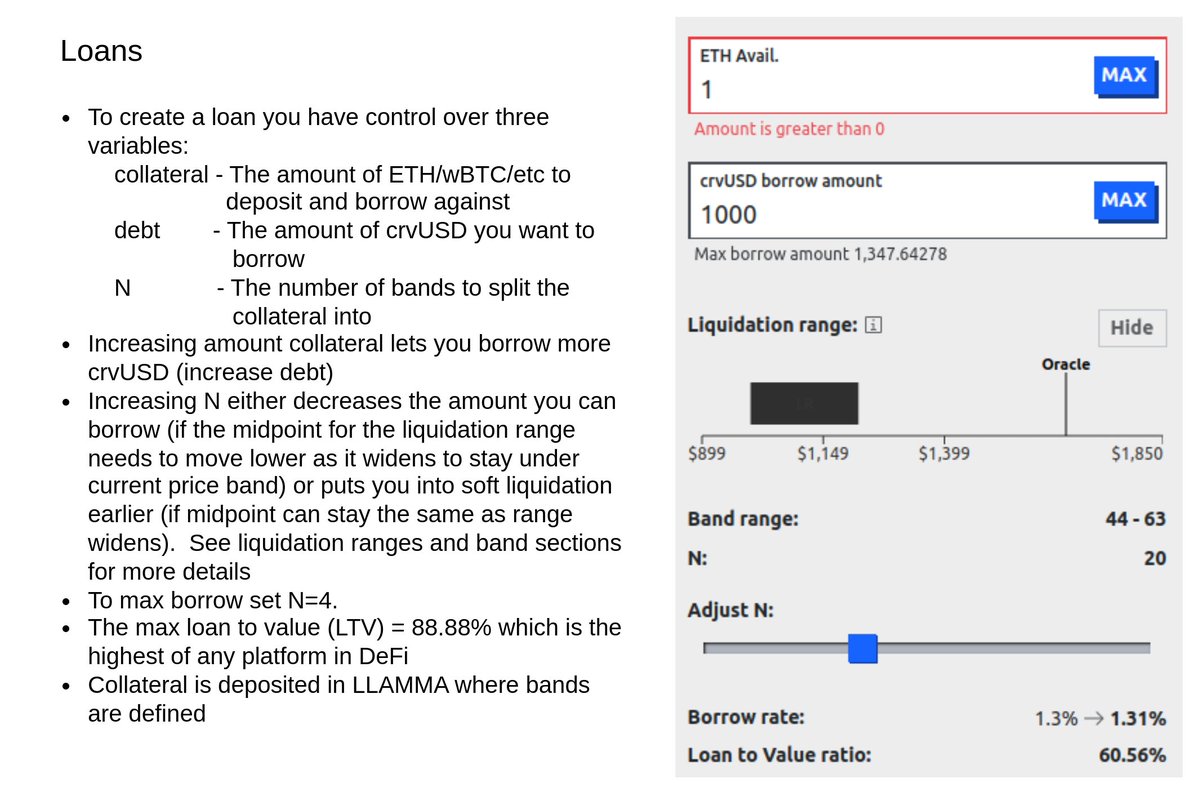 Loans
• To create a loan you have control over three
variables:
collateral - The amount of ETH/wBTC/etc to
deposit and borrow against
debt - The amount of crvUSD you want to
borrow
N - The number of bands to split the
collateral into
• Increasing amount collateral lets you borrow more
crvUSD (increase debt)
• Increasing N either decreases the amount you can
borrow (if the midpoint for the liquidation range
needs to move lower as it widens to stay under
current price band) or puts you into soft liquidation
earlier (if midpoint can stay the same as range
widens). See liquidation ranges and band sections
for more details
• To max borrow set N=4.
• The max loan to value (LTV) = 88.88% which is the
highest of any platform in DeFi
• Collateral is deposited in LLAMMA where bands
are defined
ETH Avail.
1
MAX
Amount is greater than 0
crvUSD borrow amount
1000
MAX
Max borrow amount 1,347.64278
Liquidation range: i
Hide
Oracle
LR
$899 $1,149 $1,399 $1,850
Band range: 44 - 63
N: 20
Adjust N:
Borrow rate: 1.3% → 1.31%
Loan to Value ratio: 60.56%